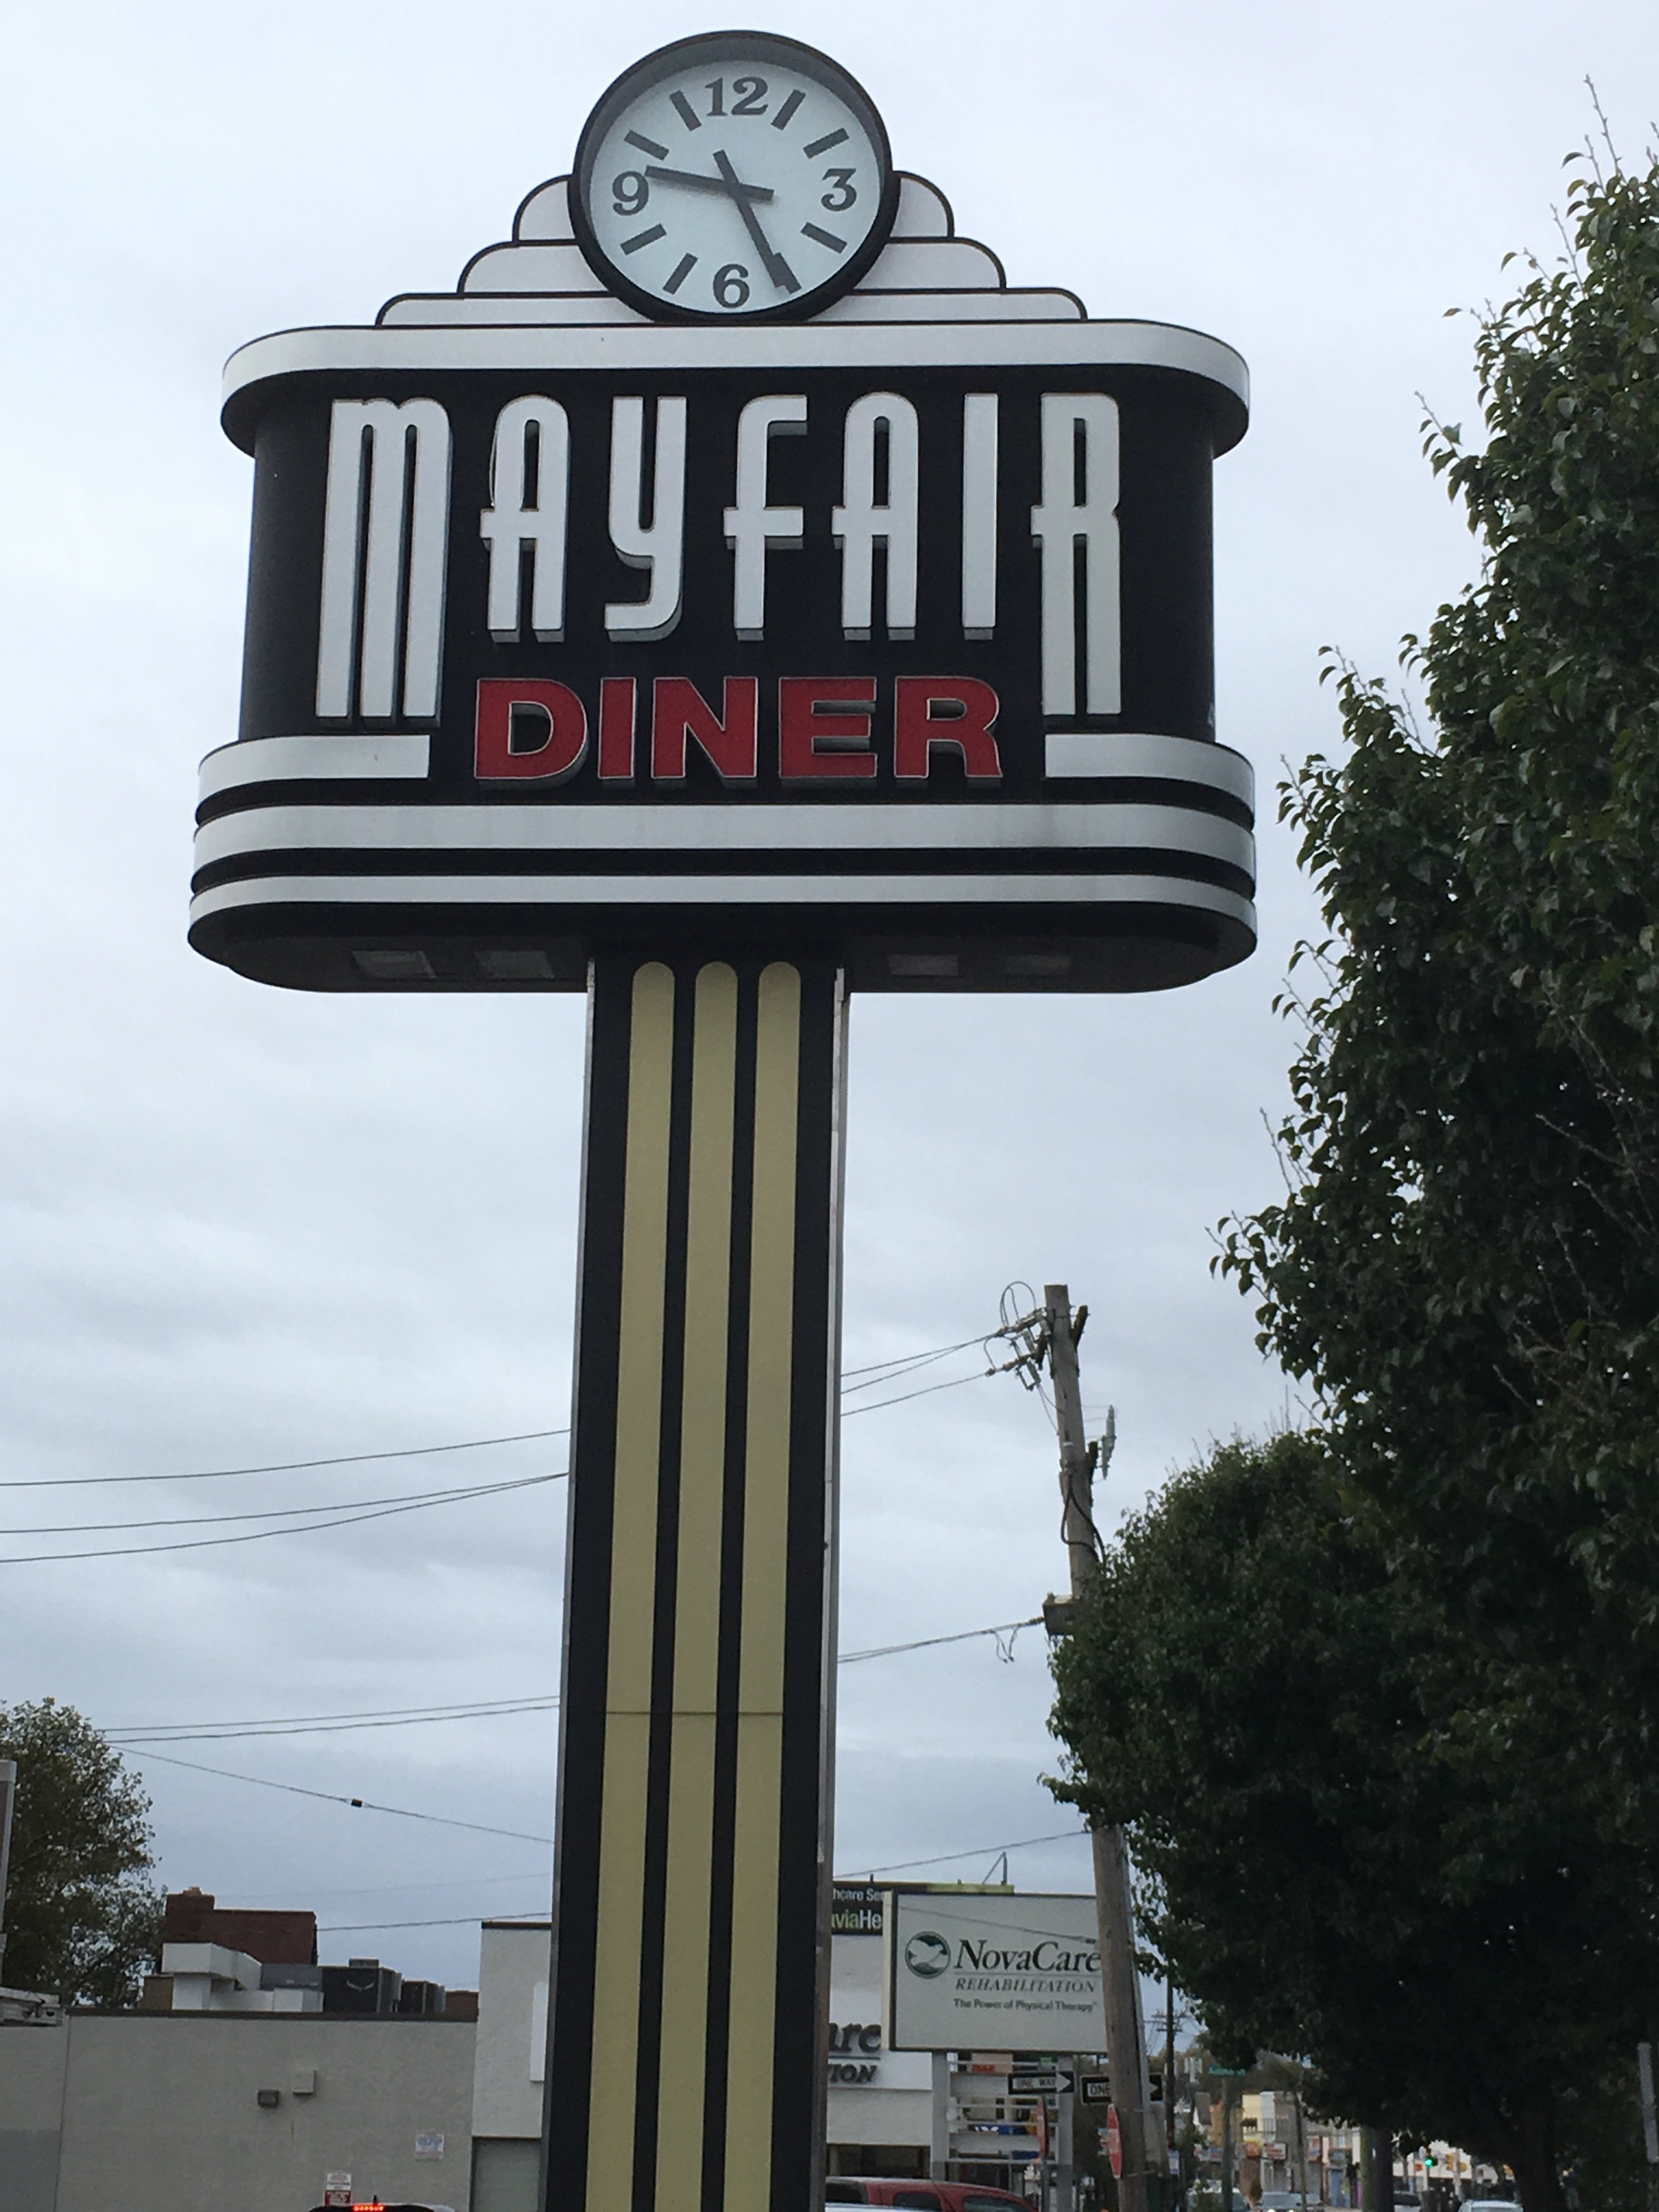 12
9
3
6
MAYFAIR
DINER
NovaCare
REHABILITATION
The Power of Physical Therapy
ONE WAY